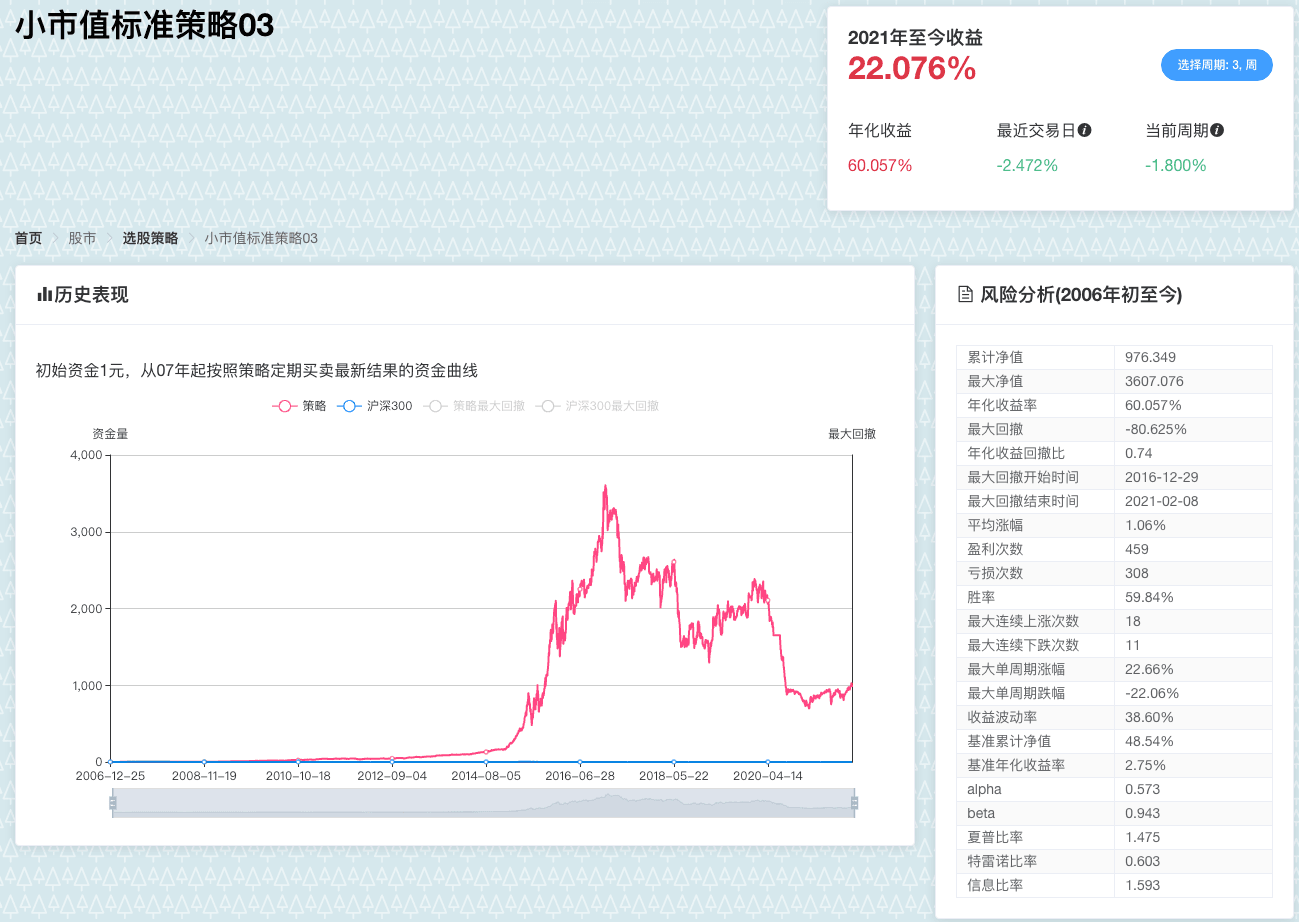 小市值标准策略03
2021年至今收益
22.076%
选择周期: 3, 周
年化收益 最近交易日 当前周期
60.057% -2.472% -1.800%
首页 股市 选股策略 小市值标准策略03
历史表现
初始资金1元，从07年起按照策略定期买卖最新结果的资金曲线
策略 沪深300 策略最大回撤 沪深300最大回撤
资金量 最大回撤
4,000
3,000
2,000
1,000
0
2006-12-25 2008-11-19 2010-10-18 2012-09-04 2014-08-05 2016-06-28 2018-05-22 2020-04-14
风险分析(2006年初至今)
累计净值 976.349
最大净值 3607.076
年化收益率 60.057%
最大回撤 -80.625%
年化收益回撤比 0.74
最大回撤开始时间 2016-12-29
最大回撤结束时间 2021-02-08
平均涨幅 1.06%
盈利次数 459
亏损次数 308
胜率 59.84%
最大连续上涨次数 18
最大连续下跌次数 11
最大单周期涨幅 22.66%
最大单周期跌幅 -22.06%
收益波动率 38.60%
基准累计净值 48.54%
基准年化收益率 2.75%
alpha 0.573
beta 0.943
夏普比率 1.475
特雷诺比率 0.603
信息比率 1.593